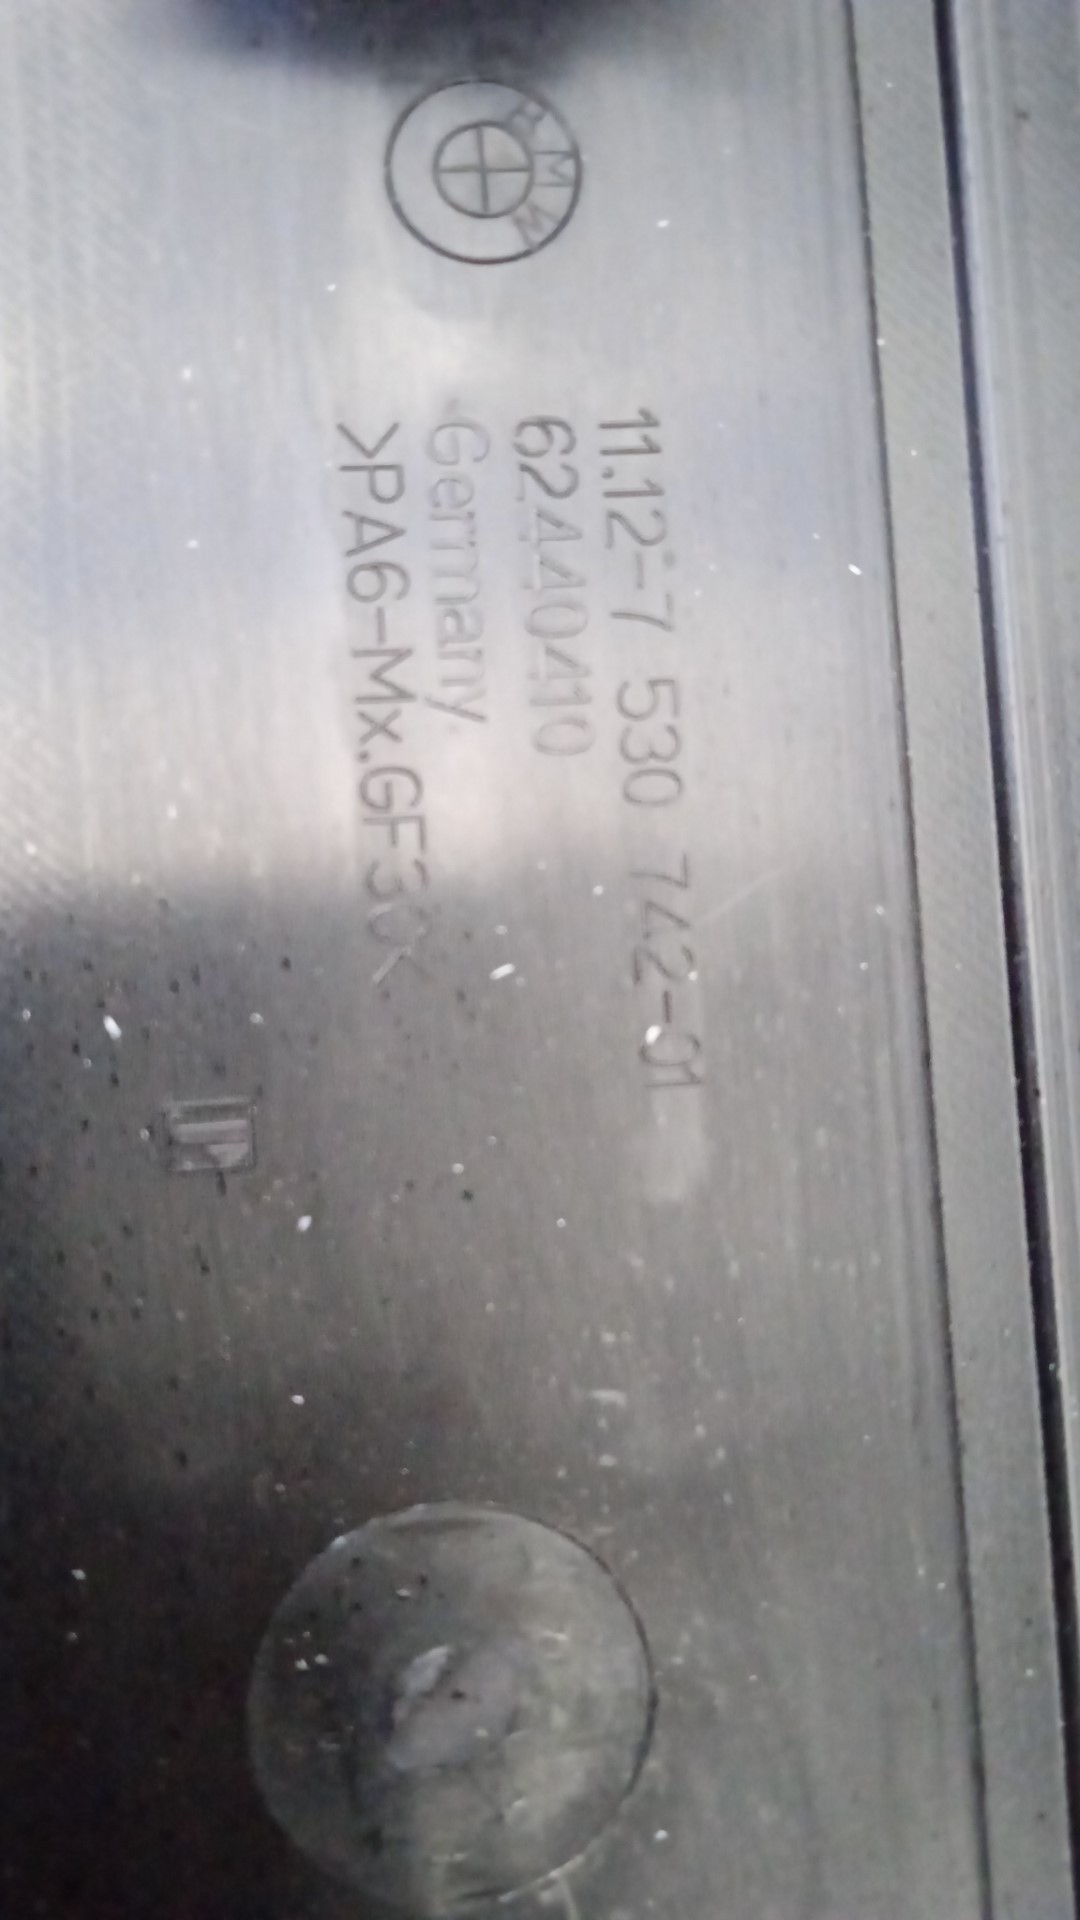 BMW
11.12-7 530 742-01
62440410
Germany
>PA6-Mx.GF30<